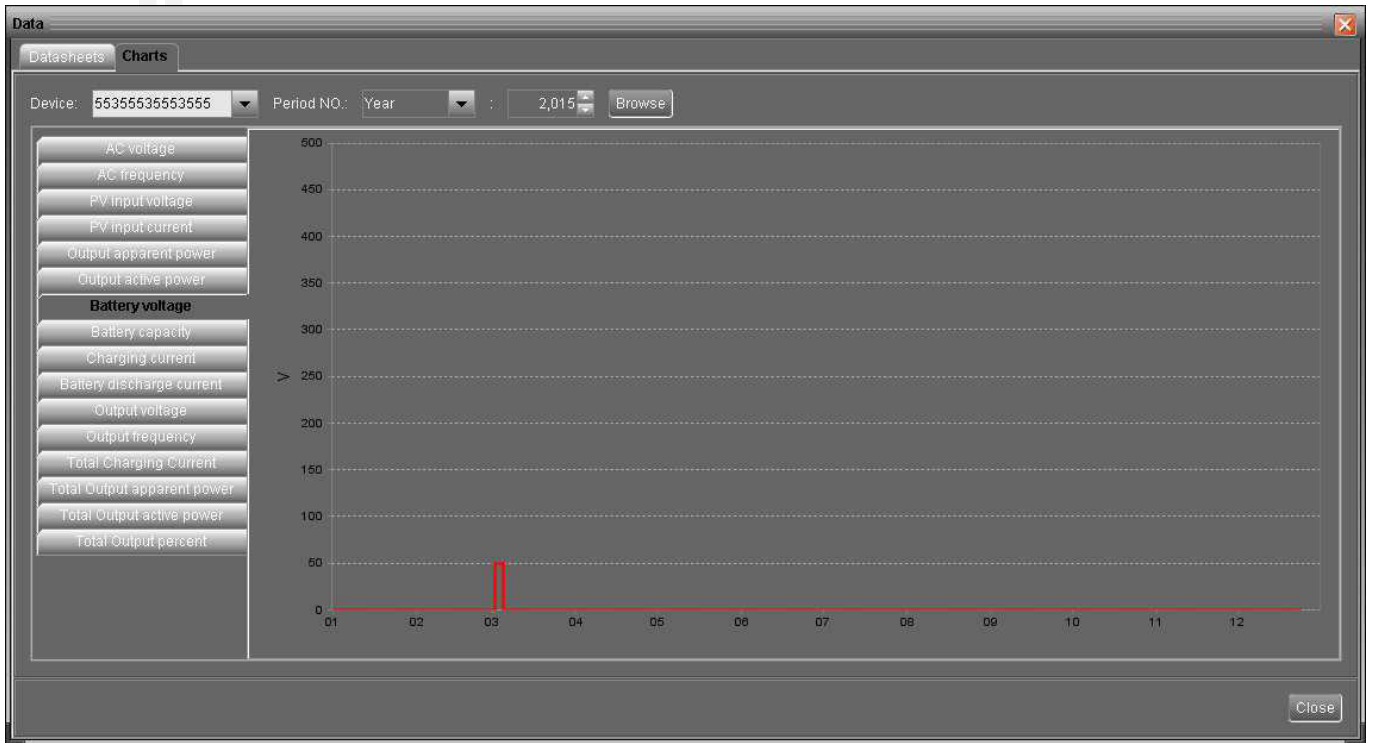 Data
Datasheets Charts
Device: 55355535553555 Period NO.: Year : 2,015 Browse
AC voltage
AC frequency
PV input voltage
PV input current
Output apparent power
Output active power
Battery voltage
Battery capacity
Charging current
Battery discharge current
Output voltage
Output frequency
Total Charging Current
Total Output apparent power
Total Output active power
Total Output percent
V
500
450
400
350
300
250
200
150
100
50
0
01 02 03 04 05 06 07 08 09 10 11 12
Close